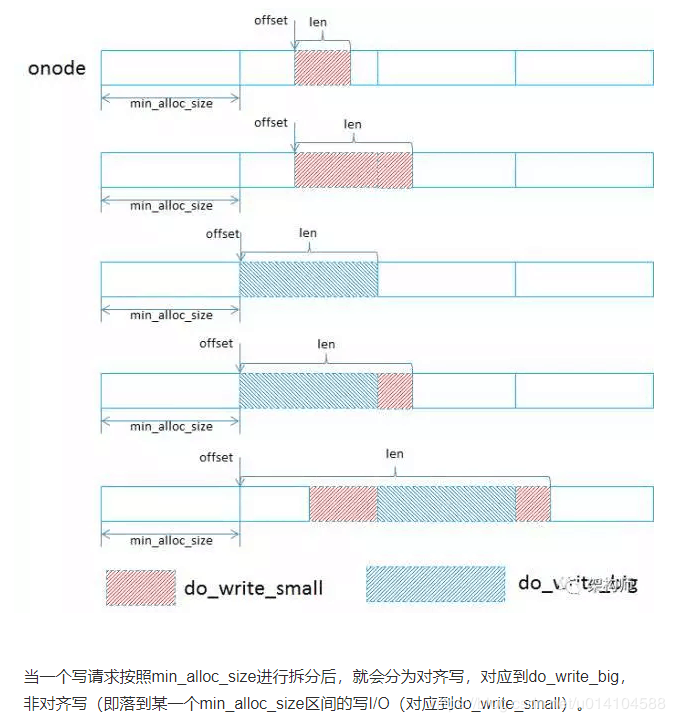 offset len
onode
min_alloc_size
offset len
min_alloc_size
offset len
min_alloc_size
offset len
min_alloc_size
offset len
min_alloc_size
do_write_small do_write_big
架构师
当一个写请求按照min_alloc_size进行拆分后，就会分为对齐写，对应到do_write_big，
非对齐写（即落到某一个min_alloc_size区间的写I/O（对应到do_write_small）。